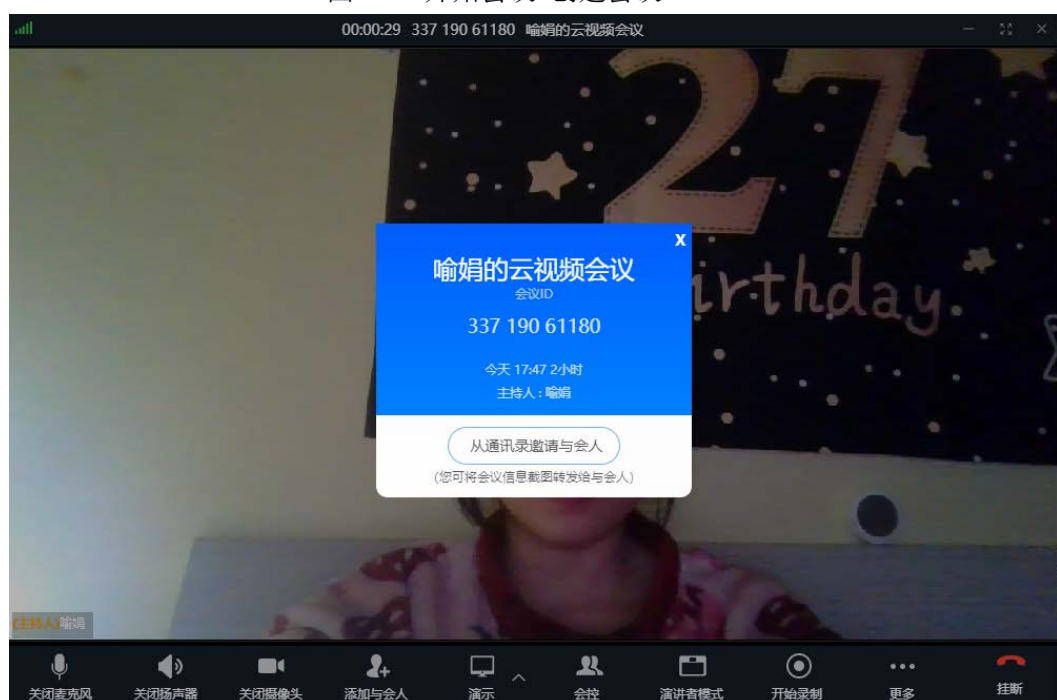 00:00:29 337 190 61180 喻娟的云视频会议
27
birthday
X
喻娟的云视频会议
会议ID
337 190 61180
今天 17:47 2小时
主持人 : 喻娟
从通讯录邀请与会人
(您可将会议信息截图转发给与会人)
(主持人)喻娟
关闭麦克风 关闭扬声器 关闭摄像头 添加与会人 演示 会控 演讲者模式 开始录制 更多 挂断